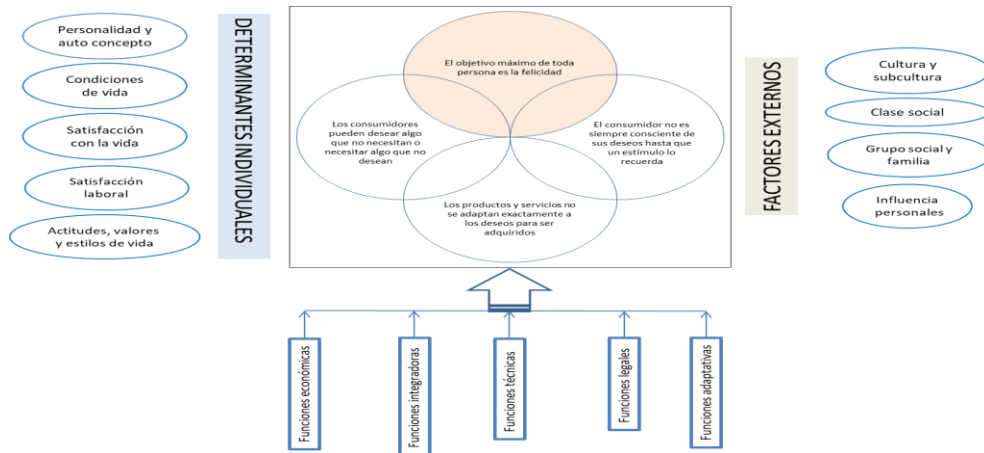 Personalidad y
auto concepto
Condiciones
de vida
Satisfacción
con la vida
Satisfacción
laboral
Actitudes, valores
y estilos de vida
DETERMINANTES INDIVIDUALES
El objetivo máximo de toda
persona es la felicidad
Los consumidores
pueden desear algo
que no necesitan o
necesitar algo que no
desean
El consumidor no es
siempre consciente de
sus deseos hasta que
un estímulo lo
recuerda
Los productos y servicios no
se adaptan exactamente a
los deseos para ser
adquiridos
FACTORES EXTERNOS
Cultura y
subcultura
Clase social
Grupo social y
familia
Influencia
personales
Funciones económicas
Funciones integradoras
Funciones técnicas
Funciones legales
Funciones adaptativas